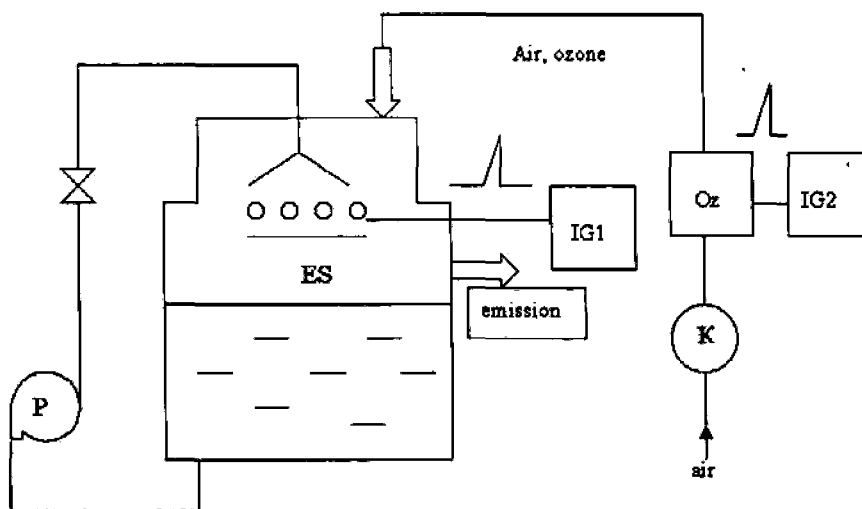 Air, ozone
Oz
IG2
IG1
ES
emission
K
P
air